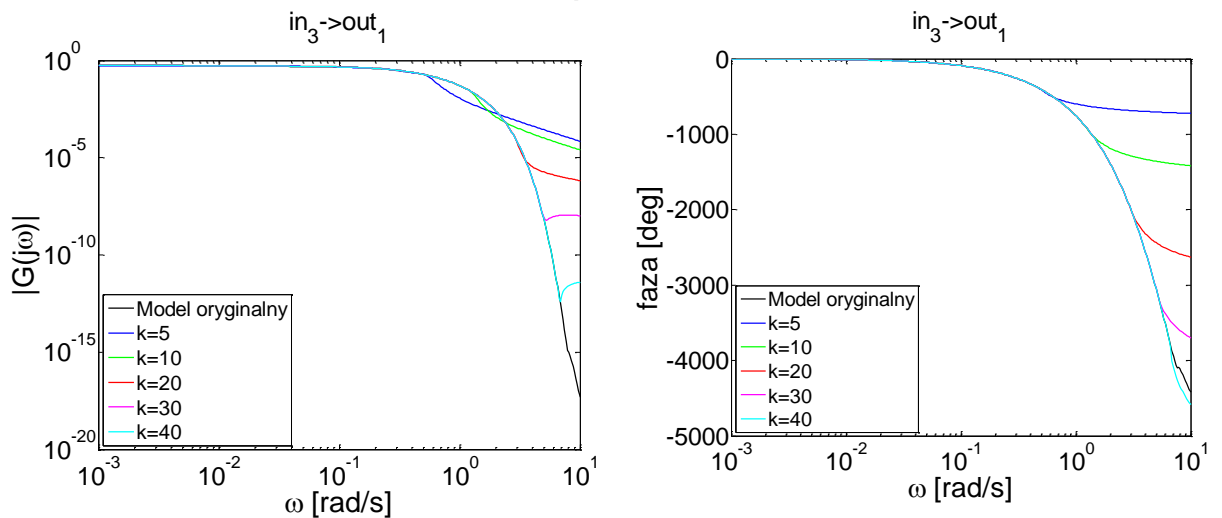 in3->out1
10^0
10^-5
10^-10
10^-15
10^-20
|G(jω)|
Model oryginalny
k=5
k=10
k=20
k=30
k=40
10^-3
10^-2
10^-1
10^0
10^1
ω [rad/s]
in3->out1
0
-1000
-2000
-3000
-4000
-5000
faza [deg]
Model oryginalny
k=5
k=10
k=20
k=30
k=40
10^-3
10^-2
10^-1
10^0
10^1
ω [rad/s]